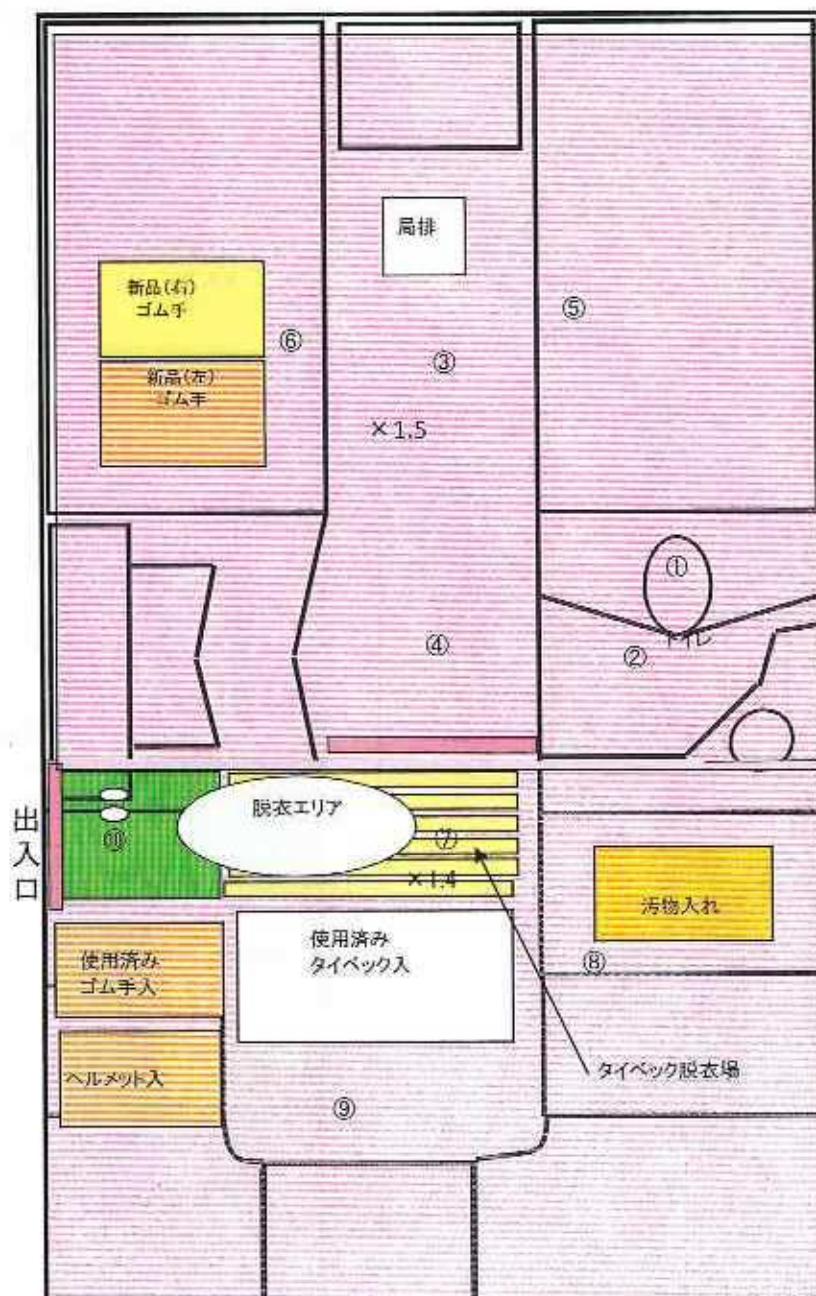 局排
新品(右)
ゴム手
⑥
⑤
③
新品(左)
ゴム手
×1.5
①
トイレ
②
④
出入口
脱衣エリア
⑩
⑦
×1.4
汚物入れ
使用済み
タイベック入
使用済み
ゴム手入
⑧
ヘルメット入
タイベック脱衣場
⑨